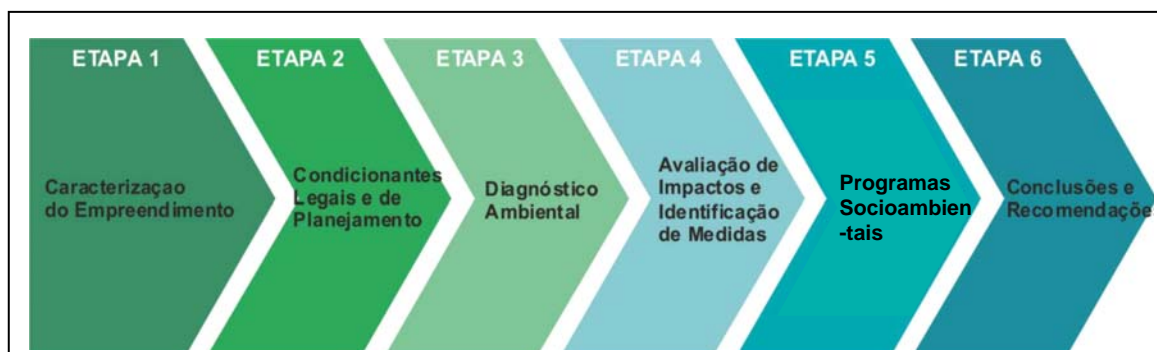 ETAPA 1
Caracterizaçao
do Empreendimento
ETAPA 2
Condicionantes
Legais e de
Planejamento
ETAPA 3
Diagnóstico
Ambiental
ETAPA 4
Avaliação de
Impactos e
Identificação
de Medidas
ETAPA 5
Programas
Socioambien
-tais
ETAPA 6
Conclusões e
Recomendaçõe